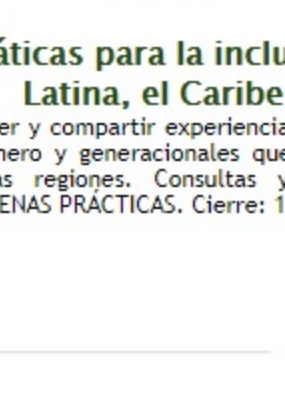 áticas para la inclu
Latina, el Caribe
er y compartir experiencia
nero y generacionales que
as regiones. Consultas y
ENAS PRÁCTICAS. Cierre: 1